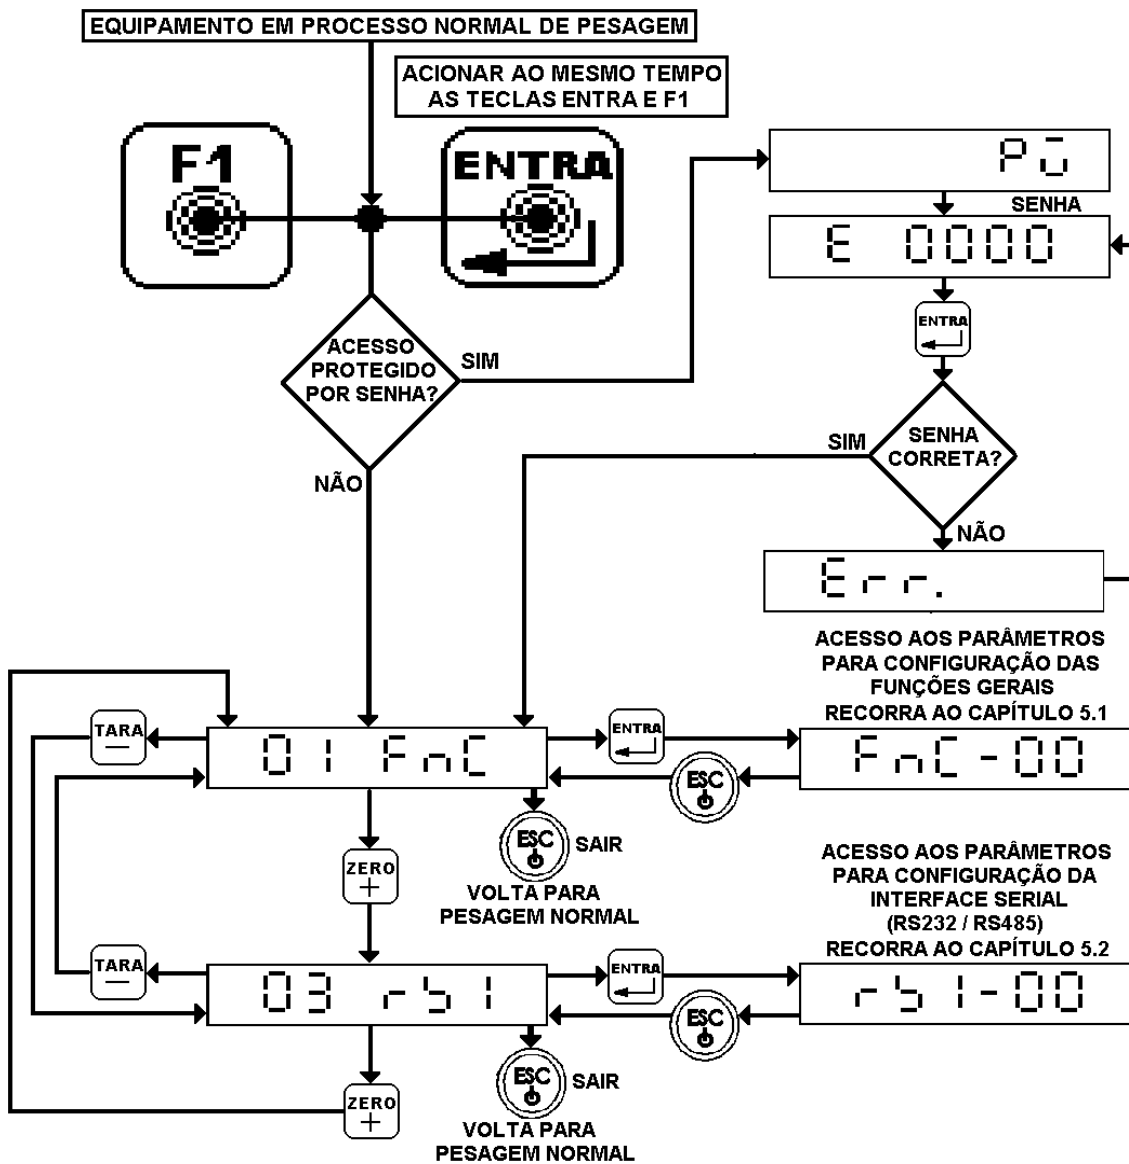 EQUIPAMENTO EM PROCESSO NORMAL DE PESAGEM
ACIONAR AO MESMO TEMPO
AS TECLAS ENTRA E F1
F1
ENTRA
SENHA
E 0000
ENTRA
ACESSO
PROTEGIDO
POR SENHA?
SIM
NÃO
SENHA
CORRETA?
SIM
NÃO
Err.
ACESSO AOS PARÂMETROS
PARA CONFIGURAÇÃO DAS
FUNÇÕES GERAIS
RECORRA AO CAPÍTULO 5.1
TARA
—
01 FnC
ENTRA
FnC-00
ESC
ESC
SAIR
VOLTA PARA
PESAGEM NORMAL
ZERO
+
ACESSO AOS PARÂMETROS
PARA CONFIGURAÇÃO DA
INTERFACE SERIAL
(RS232 / RS485)
RECORRA AO CAPÍTULO 5.2
TARA
—
03 rS1
ENTRA
rS1-00
ESC
ESC
SAIR
VOLTA PARA
PESAGEM NORMAL
ZERO
+